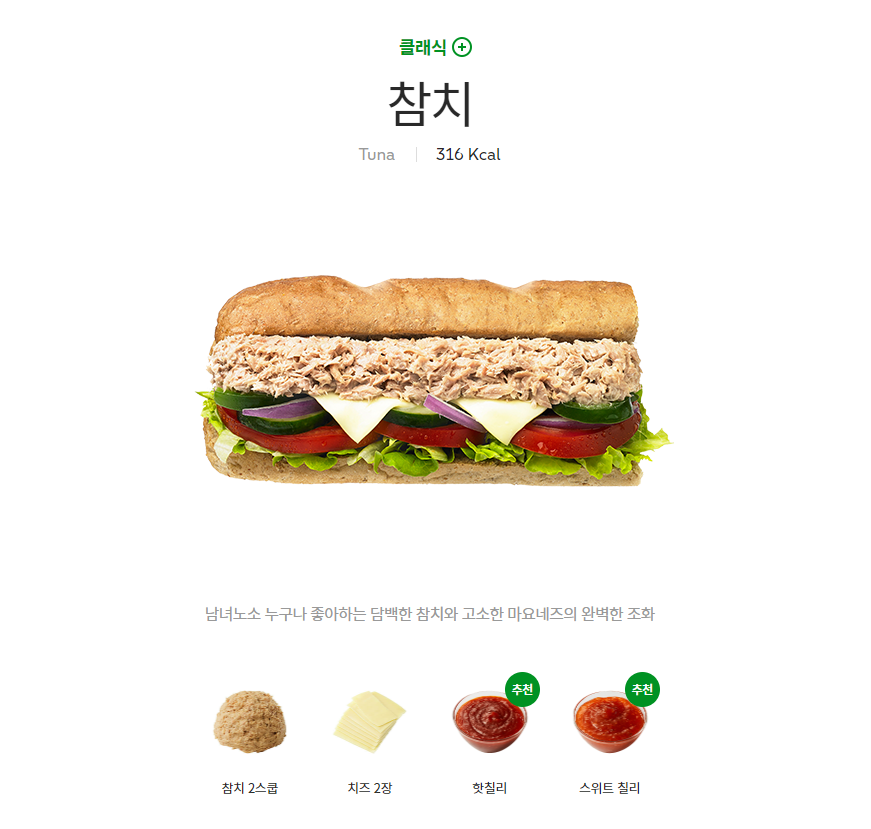 클래식
참치
Tuna 316 Kcal
남녀노소 누구나 좋아하는 담백한 참치와 고소한 마요네즈의 완벽한 조화
추천 추천
참치 2스쿱 치즈 2장 핫칠리 스위트 칠리